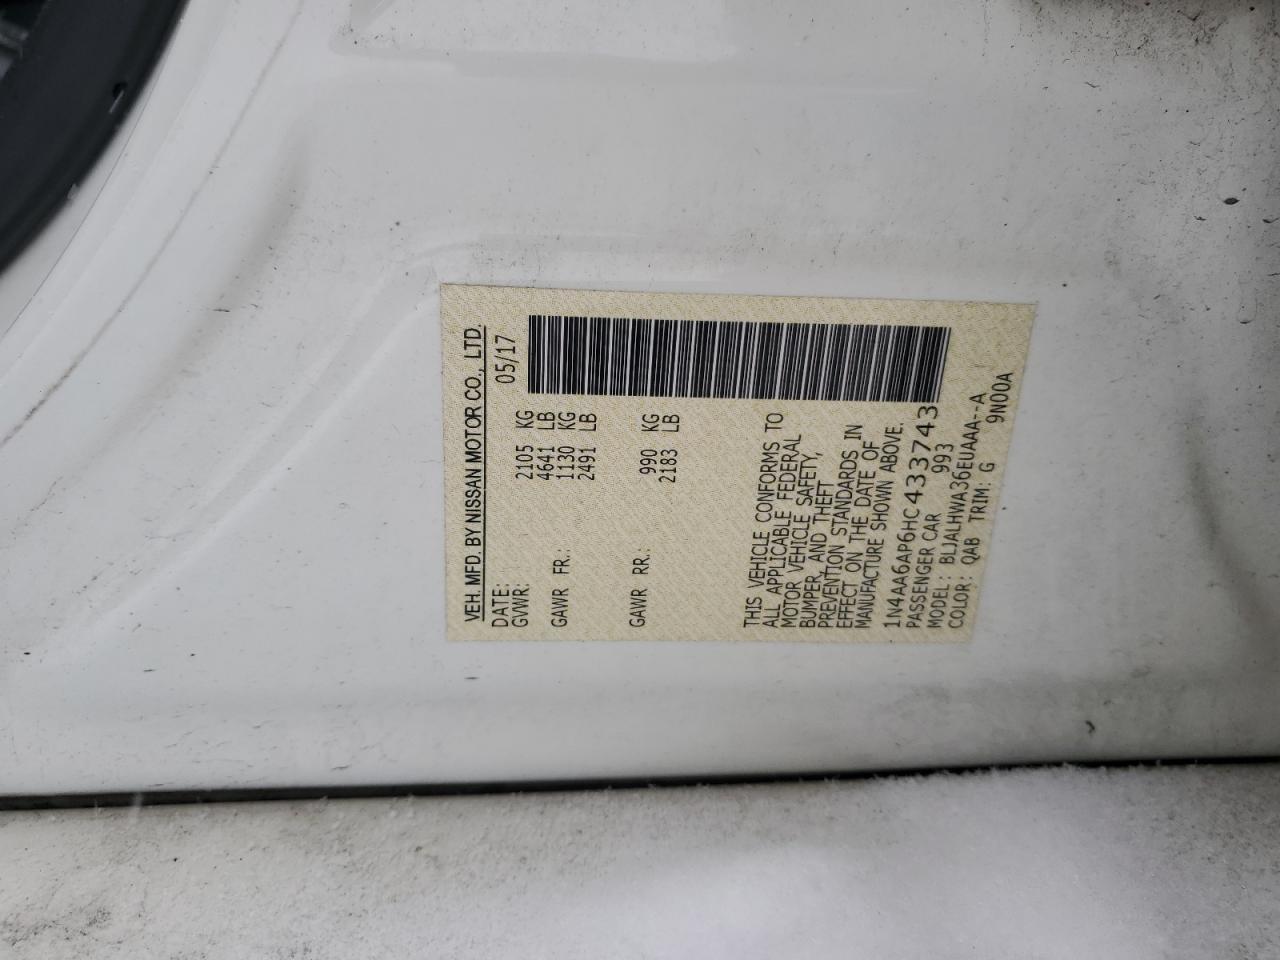 VEH. MFD. BY NISSAN MOTOR CO., LTD.
DATE: 05/17
GVWR: 2105 KG
4641 LB
GAWR FR.: 1130 KG
2491 LB
GAWR RR.: 990 KG
2183 LB
THIS VEHICLE CONFORMS TO
ALL APPLICABLE FEDERAL
MOTOR VEHICLE SAFETY,
BUMPER, AND THEFT
PREVENTION STANDARDS IN
EFFECT ON THE DATE OF
MANUFACTURE SHOWN ABOVE.
1N4AA6AP6HC433743
PASSENGER CAR 993
MODEL: BLJALHWA36EUAAA--A
COLOR: QAB TRIM: G 9N00A